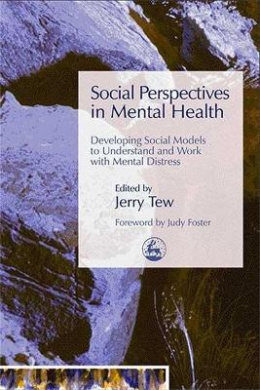 Social Perspectives
in Mental Health
Developing Social Models
to Understand and Work
with Mental Distress
Edited by
Jerry Tew
Foreword by Judy Foster